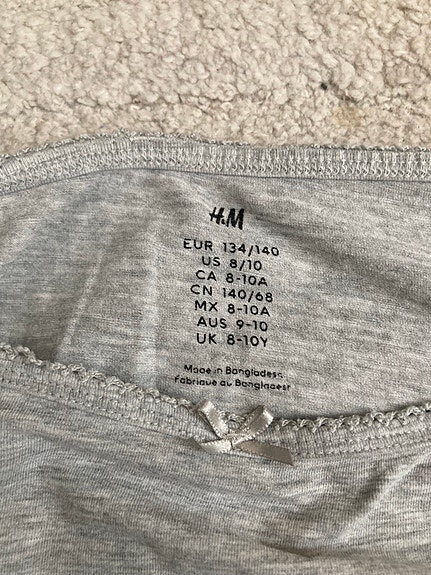 H&M
EUR 134/140
US 8/10
CA 8-10A
CN 140/68
MX 8-10A
AUS 9-10
UK 8-10Y
Made in Bangladesh
Fabriqué au Bangladesh